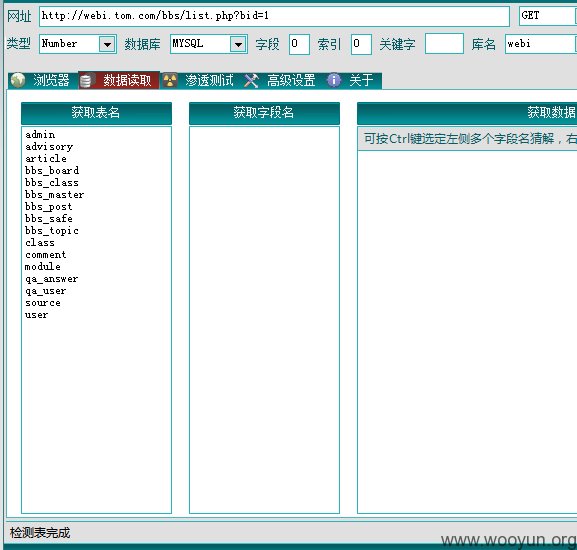 网址 http://webi.tom.com/bbs/list.php?bid=1 GET
类型 Number 数据库 MYSQL 字段 0 索引 0 关键字 库名 webi
浏览器 数据读取 渗透测试 高级设置 关于
获取表名 获取字段名 获取数据
可按Ctrl键选定左侧多个字段名猜解，右
admin
advisory
article
bbs_board
bbs_class
bbs_master
bbs_post
bbs_safe
bbs_topic
class
comment
module
qa_answer
qa_user
source
user
检测表完成
www.wooyun.org